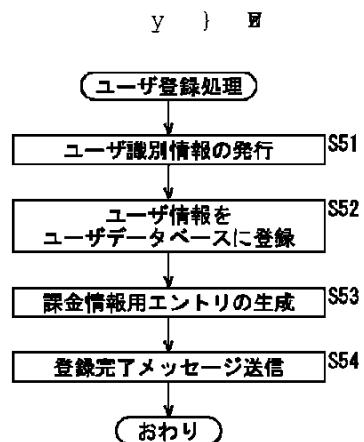 y }
ユーザ登録処理
ユーザ識別情報の発行 S51
ユーザ情報を S52
ユーザデータベースに登録
課金情報用エントリの生成 S53
登録完了メッセージ送信 S54
おわり